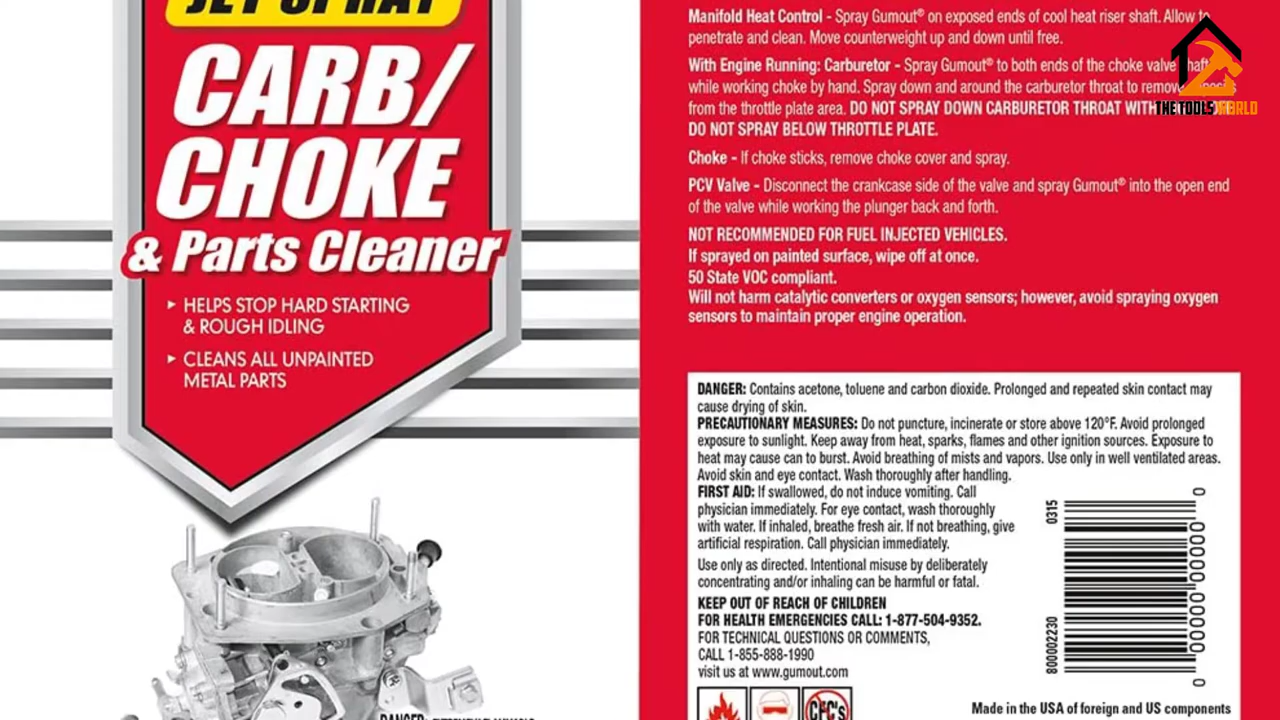 JET SPRAY
CARB/
CHOKE
& Parts Cleaner
▸ HELPS STOP HARD STARTING
& ROUGH IDLING
▸ CLEANS ALL UNPAINTED
METAL PARTS
Manifold Heat Control - Spray Gumout® on exposed ends of cool heat riser shaft. Allow to
penetrate and clean. Move counterweight up and down until free.
With Engine Running: Carburetor - Spray Gumout® to both ends of the choke valve shaft
while working choke by hand. Spray down and around the carburetor throat to remove deposits
from the throttle plate area. DO NOT SPRAY DOWN CARBURETOR THROAT WITH
DO NOT SPRAY BELOW THROTTLE PLATE.
Choke - If choke sticks, remove choke cover and spray.
PCV Valve - Disconnect the crankcase side of the valve and spray Gumout® into the open end
of the valve while working the plunger back and forth.
NOT RECOMMENDED FOR FUEL INJECTED VEHICLES.
If sprayed on painted surface, wipe off at once.
50 State VOC compliant.
Will not harm catalytic converters or oxygen sensors; however, avoid spraying oxygen
sensors to maintain proper engine operation.
THETOOLSWORLD
DANGER: Contains acetone, toluene and carbon dioxide. Prolonged and repeated skin contact may
cause drying of skin.
PRECAUTIONARY MEASURES: Do not puncture, incinerate or store above 120°F. Avoid prolonged
exposure to sunlight. Keep away from heat, sparks, flames and other ignition sources. Exposure to
heat may cause can to burst. Avoid breathing of mists and vapors. Use only in well ventilated areas.
Avoid skin and eye contact. Wash thoroughly after handling.
FIRST AID: If swallowed, do not induce vomiting. Call
physician immediately. For eye contact, wash thoroughly
with water. If inhaled, breathe fresh air. If not breathing, give
artificial respiration. Call physician immediately.
Use only as directed. Intentional misuse by deliberately
concentrating and/or inhaling can be harmful or fatal.
KEEP OUT OF REACH OF CHILDREN
FOR HEALTH EMERGENCIES CALL: 1-877-504-9352.
FOR TECHNICAL QUESTIONS OR COMMENTS,
CALL 1-855-888-1990
visit us at www.gumout.com
0315
800002230
0 00000 00000 0
CFC's
Made in the USA of foreign and US components